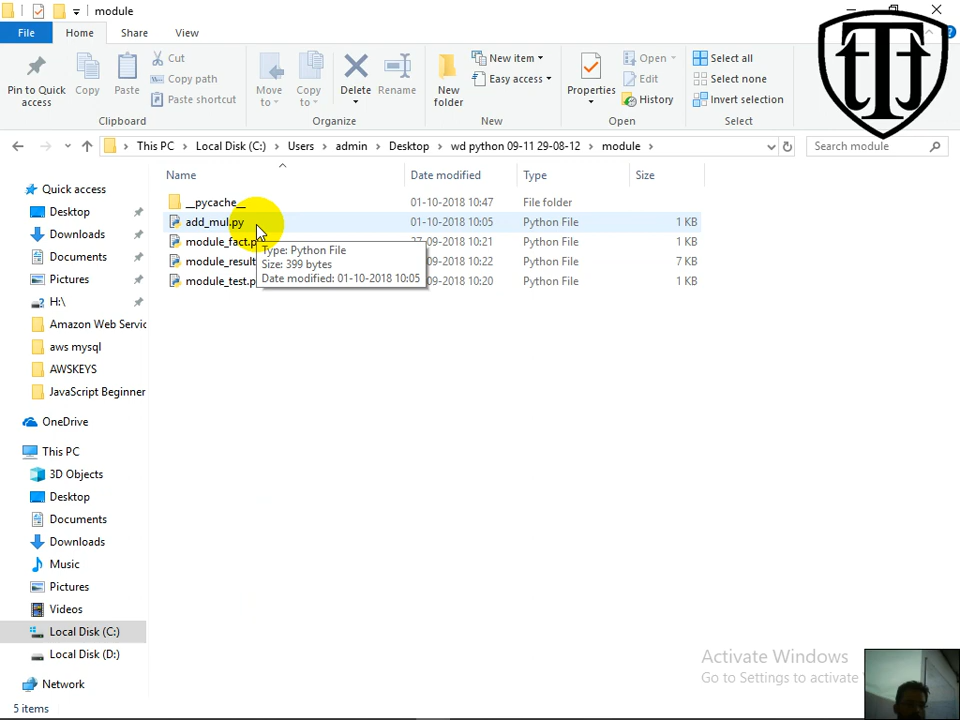 module
File Home Share View
Pin to Quick access
Copy
Paste
Cut
Copy path
Paste shortcut
Clipboard
Move to
Copy to
Delete
Rename
Organize
New folder
New item
Easy access
New
Properties
Open
Edit
History
Open
Select all
Select none
Invert selection
Select
This PC Local Disk (C:) Users admin Desktop wd python 09-11 29-08-12 module
Search module
Name Date modified Type Size
__pycache__ 01-10-2018 10:47 File folder
add_mul.py 01-10-2018 10:05 Python File 1 KB
module_fact.p 27-09-2018 10:21 Python File 1 KB
module_result 09-2018 10:22 Python File 7 KB
module_test.p 09-2018 10:20 Python File 1 KB
Type: Python File
Size: 399 bytes
Date modified: 01-10-2018 10:05
Quick access
Desktop
Downloads
Documents
Pictures
H:\
Amazon Web Servic
aws mysql
AWSKEYS
JavaScript Beginner
OneDrive
This PC
3D Objects
Desktop
Documents
Downloads
Music
Pictures
Videos
Local Disk (C:)
Local Disk (D:)
Network
5 items
Activate Windows
Go to Settings to activate